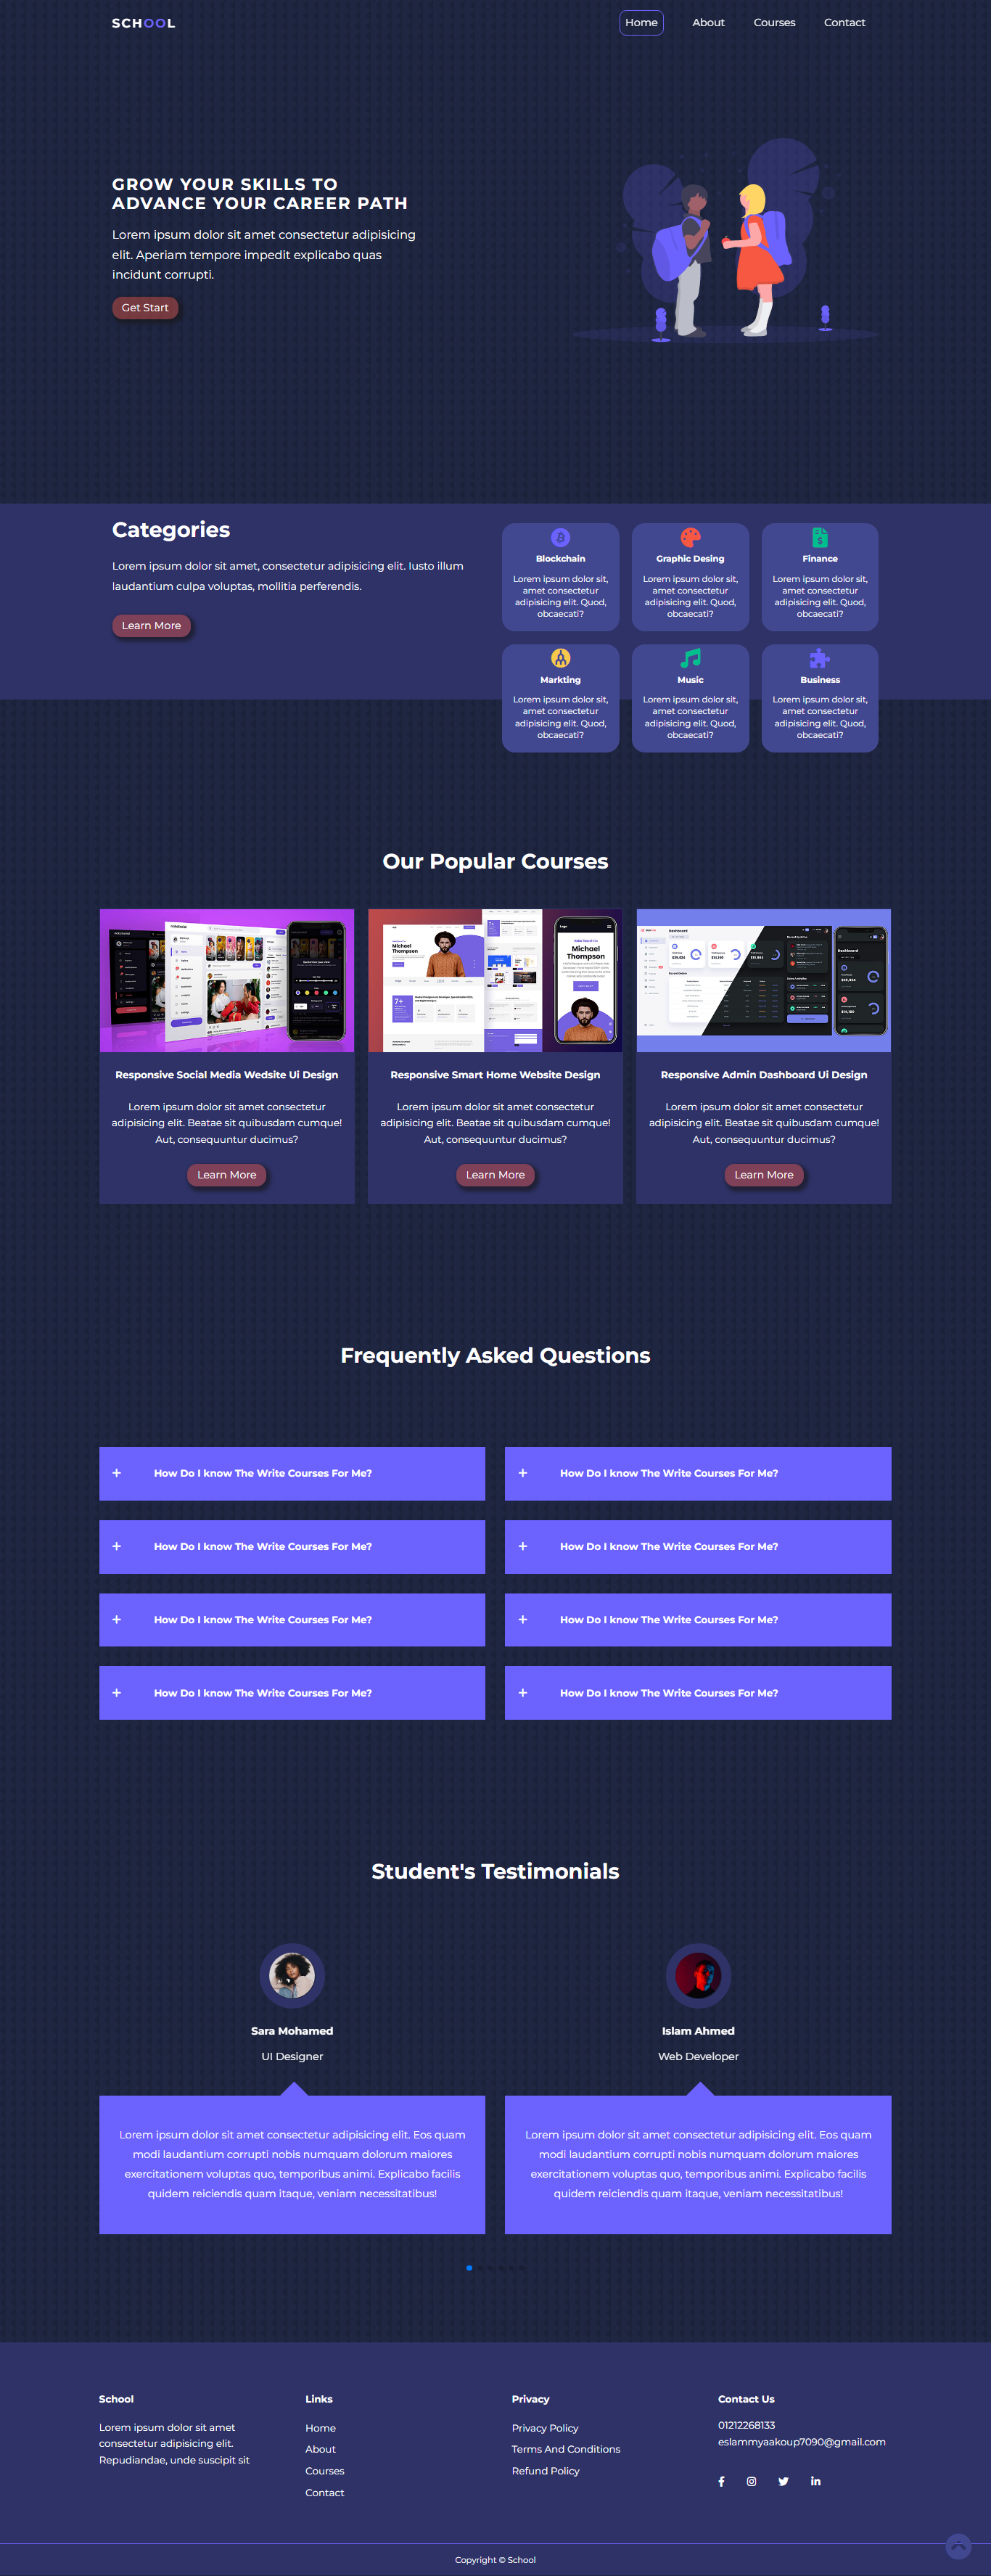 SCHOOL
Home
About
Courses
Contact
GROW YOUR SKILLS TO
ADVANCE YOUR CAREER PATH
Lorem ipsum dolor sit amet consectetur adipisicing
elit. Aperiam tempore impedit explicabo quas
incidunt corrupti.
Get Start
Categories
Lorem ipsum dolor sit amet, consectetur adipisicing elit. Iusto illum
laudantium culpa voluptas, mollitia perferendis.
Learn More
Blockchain
Lorem ipsum dolor sit,
amet consectetur
adipisicing elit. Quod,
obcaecati?
Graphic Desing
Lorem ipsum dolor sit,
amet consectetur
adipisicing elit. Quod,
obcaecati?
Finance
Lorem ipsum dolor sit,
amet consectetur
adipisicing elit. Quod,
obcaecati?
Markting
Lorem ipsum dolor sit,
amet consectetur
adipisicing elit. Quod,
obcaecati?
Music
Lorem ipsum dolor sit,
amet consectetur
adipisicing elit. Quod,
obcaecati?
Business
Lorem ipsum dolor sit,
amet consectetur
adipisicing elit. Quod,
obcaecati?
Our Popular Courses
Michael
Thompson
Michael
Thompson
7+
Dashboard
Responsive Social Media Wedsite Ui Design
Lorem ipsum dolor sit amet consectetur
adipisicing elit. Beatae sit quibusdam cumque!
Aut, consequuntur ducimus?
Learn More
Responsive Smart Home Website Design
Lorem ipsum dolor sit amet consectetur
adipisicing elit. Beatae sit quibusdam cumque!
Aut, consequuntur ducimus?
Learn More
Responsive Admin Dashboard Ui Design
Lorem ipsum dolor sit amet consectetur
adipisicing elit. Beatae sit quibusdam cumque!
Aut, consequuntur ducimus?
Learn More
Frequently Asked Questions
+ How Do I know The Write Courses For Me?
+ How Do I know The Write Courses For Me?
+ How Do I know The Write Courses For Me?
+ How Do I know The Write Courses For Me?
+ How Do I know The Write Courses For Me?
+ How Do I know The Write Courses For Me?
+ How Do I know The Write Courses For Me?
+ How Do I know The Write Courses For Me?
Student's Testimonials
Sara Mohamed
UI Designer
Lorem ipsum dolor sit amet consectetur adipisicing elit. Eos quam
modi laudantium corrupti nobis numquam dolorum maiores
exercitationem voluptas quo, temporibus animi. Explicabo facilis
quidem reiciendis quam itaque, veniam necessitatibus!
Islam Ahmed
Web Developer
Lorem ipsum dolor sit amet consectetur adipisicing elit. Eos quam
modi laudantium corrupti nobis numquam dolorum maiores
exercitationem voluptas quo, temporibus animi. Explicabo facilis
quidem reiciendis quam itaque, veniam necessitatibus!
School
Lorem ipsum dolor sit amet
consectetur adipisicing elit.
Repudiandae, unde suscipit sit
Links
Home
About
Courses
Contact
Privacy
Privacy Policy
Terms And Conditions
Refund Policy
Contact Us
01212268133
eslammyaakoup7090@gmail.com
Copyright © School